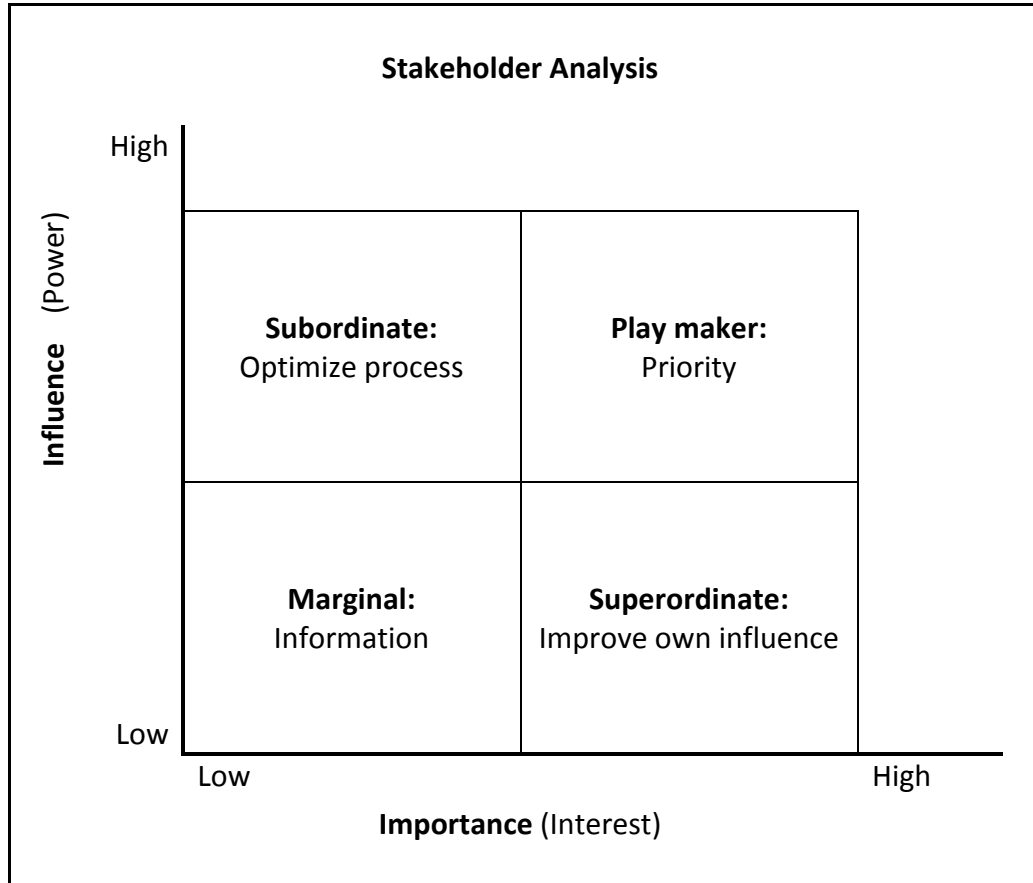 Stakeholder Analysis
High
Influence (Power)
Subordinate:
Optimize process
Play maker:
Priority
Marginal:
Information
Superordinate:
Improve own influence
Low
Low
High
Importance (Interest)